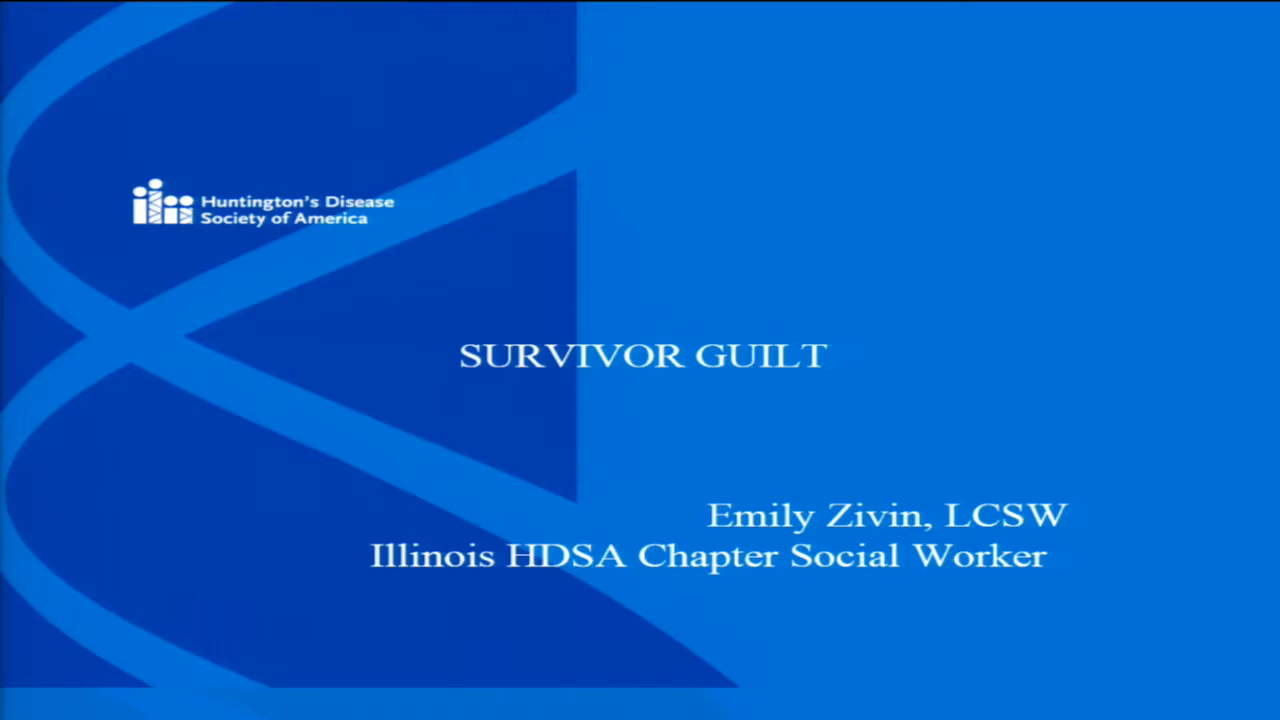 Huntington's Disease
Society of America
SURVIVOR GUILT
Emily Zivin, LCSW
Illinois HDSA Chapter Social Worker